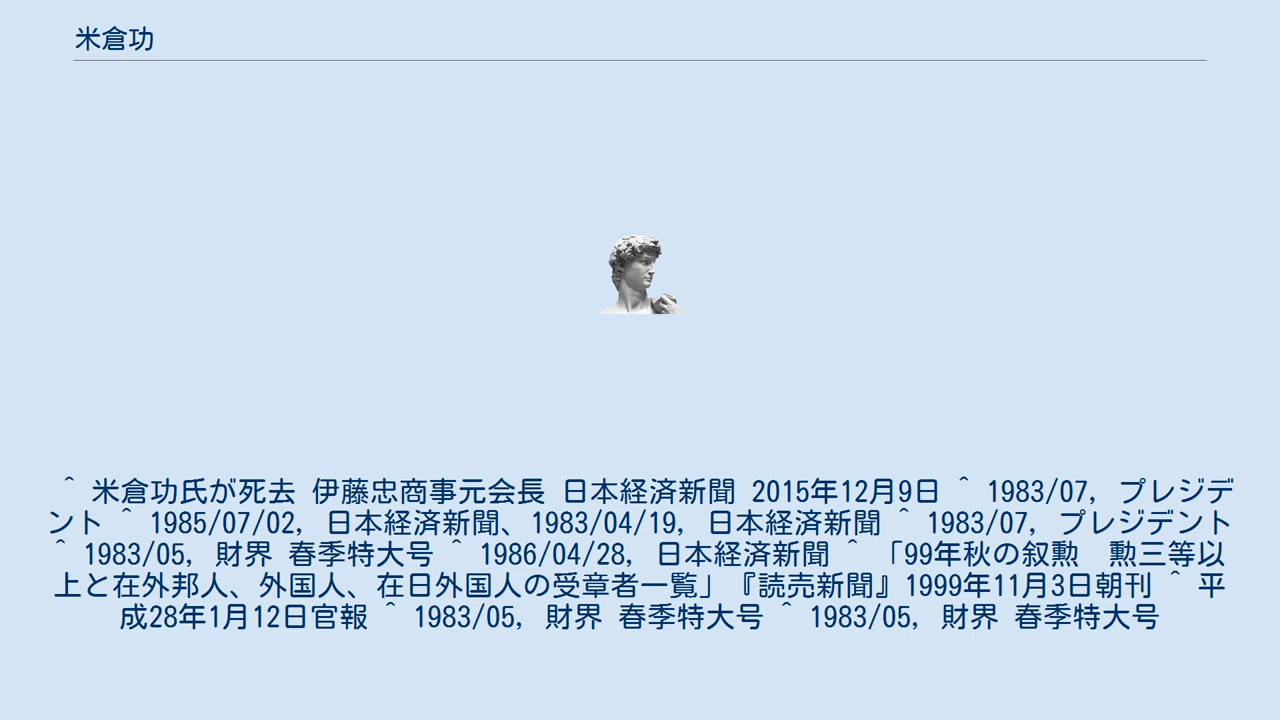 米倉功
^ 米倉功氏が死去 伊藤忠商事元会長 日本経済新聞 2015年12月9日 ^ 1983/07, プレジデ
ント ^ 1985/07/02, 日本経済新聞、1983/04/19, 日本経済新聞 ^ 1983/07, プレジデント
^ 1983/05, 財界 春季特大号 ^ 1986/04/28, 日本経済新聞 ^ 「99年秋の叙勲　勲三等以
上と在外邦人、外国人、在日外国人の受章者一覧」『読売新聞』1999年11月3日朝刊 ^ 平
成28年1月12日官報 ^ 1983/05, 財界 春季特大号 ^ 1983/05, 財界 春季特大号